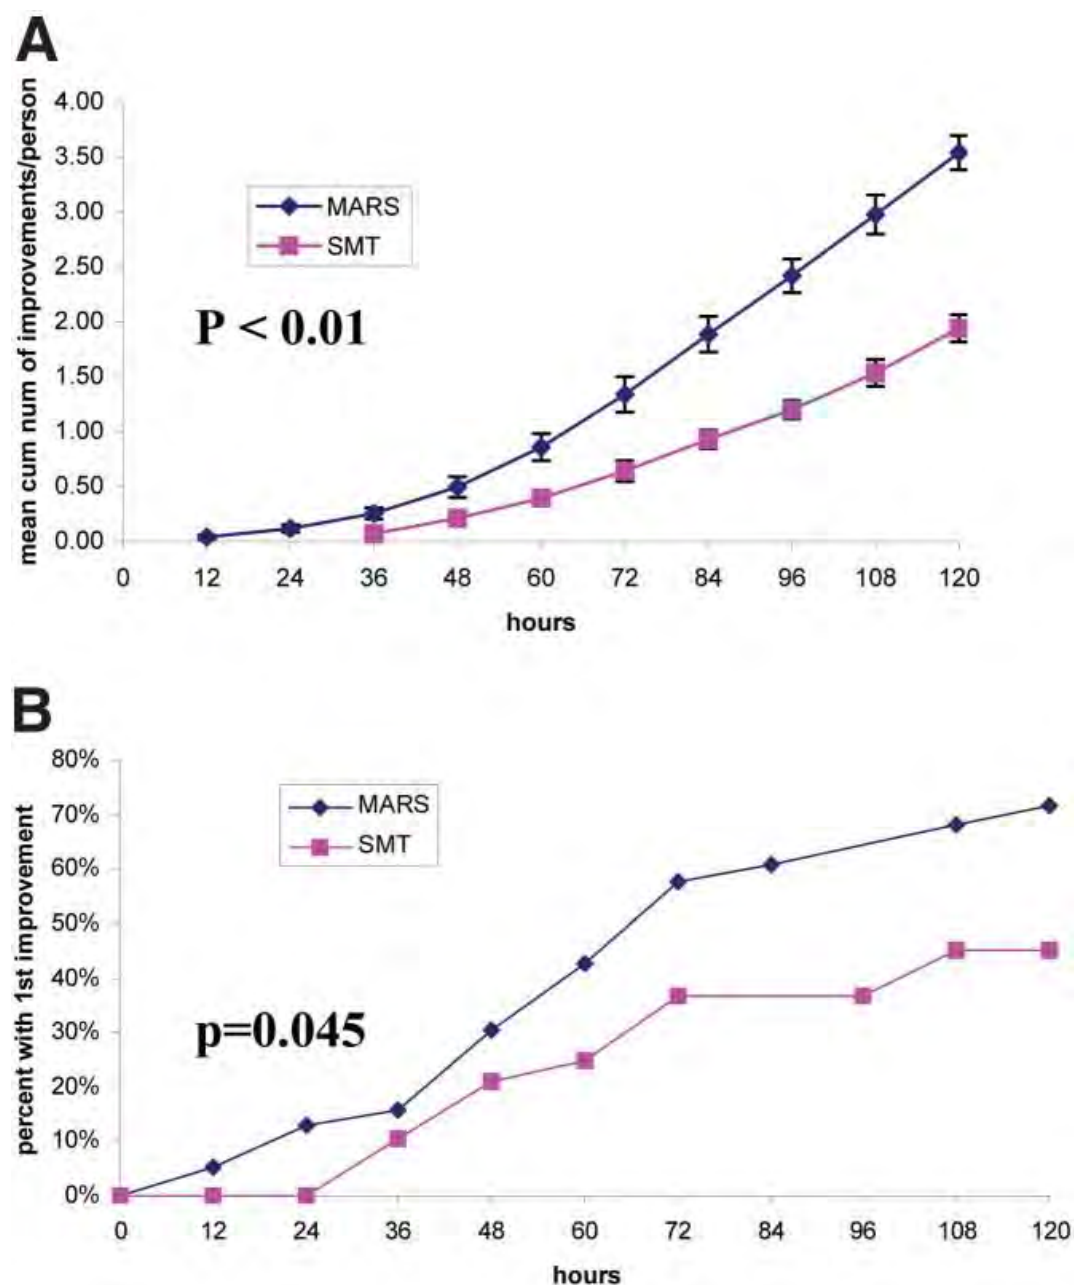 A
mean cum num of improvements/person
4.00
3.50
3.00
2.50
2.00
1.50
1.00
0.50
0.00
MARS
SMT
P < 0.01
0 12 24 36 48 60 72 84 96 108 120
hours
B
percent with 1st improvement
80%
70%
60%
50%
40%
30%
20%
10%
0%
MARS
SMT
p=0.045
0 12 24 36 48 60 72 84 96 108 120
hours